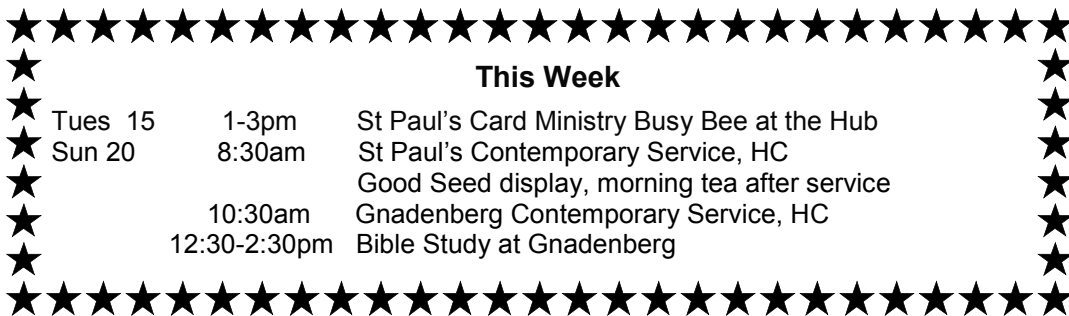 This Week
Tues 15 1-3pm St Paul's Card Ministry Busy Bee at the Hub
Sun 20 8:30am St Paul's Contemporary Service, HC
Good Seed display, morning tea after service
10:30am Gnadenberg Contemporary Service, HC
12:30-2:30pm Bible Study at Gnadenberg